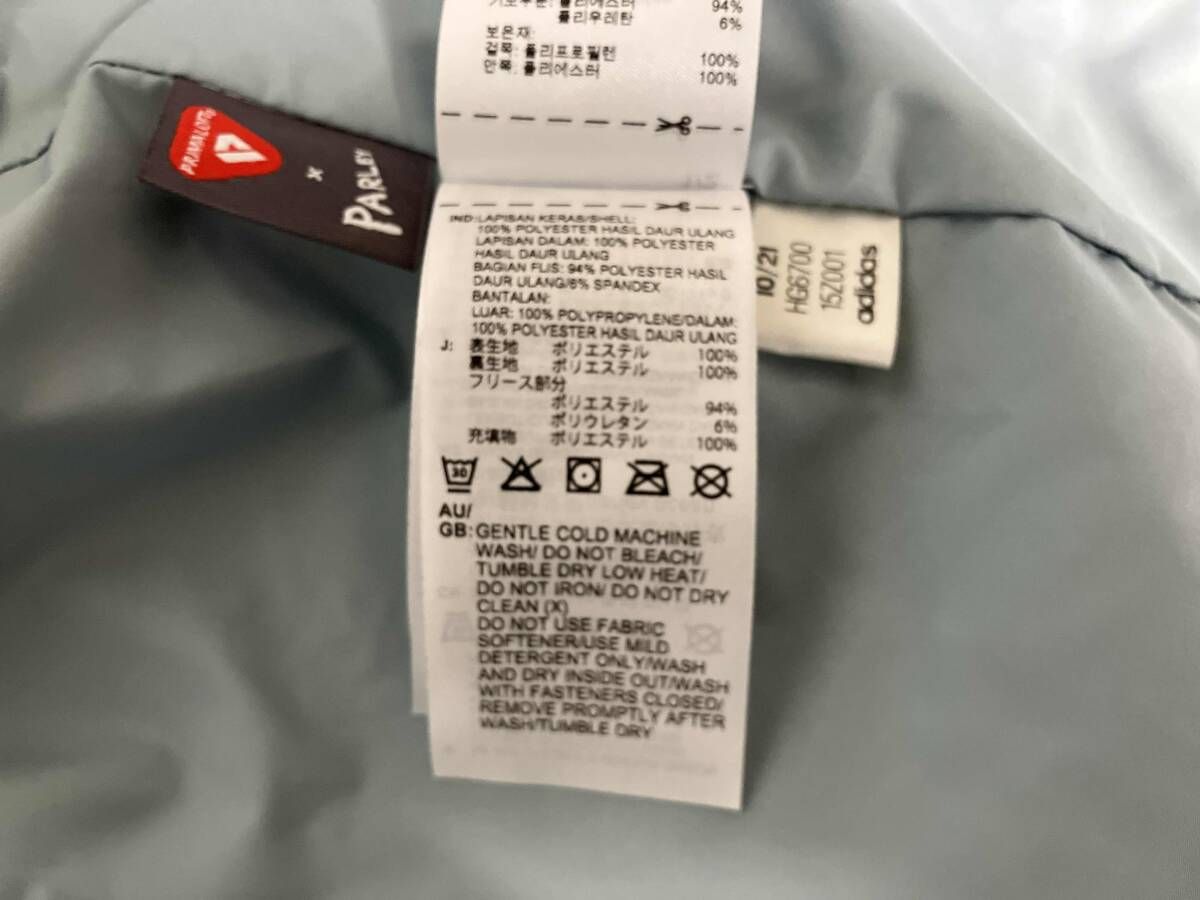 플리우레탄 6%
94%
보온재:
겉쪽: 폴리프로필렌 100%
안쪽: 폴리에스터 100%
PRIMALOFT®
x
PARLEY
IND: LAPISAN KERAS/SHELL:
100% POLYESTER HASIL DAUR ULANG
LAPISAN DALAM: 100% POLYESTER
HASIL DAUR ULANG
BAGIAN FLIS: 94% POLYESTER HASIL
DAUR ULANG/6% SPANDEX
BANTALAN:
LUAR: 100% POLYPROPYLENE/DALAM:
100% POLYESTER HASIL DAUR ULANG
J: 表生地 ポリエステル 100%
裏生地 ポリエステル 100%
フリース部分
ポリエステル 94%
ポリウレタン 6%
充填物 ポリエステル 100%
30
AU/
GB: GENTLE COLD MACHINE
WASH/ DO NOT BLEACH/
TUMBLE DRY LOW HEAT/
DO NOT IRON/ DO NOT DRY
CLEAN (X)
DO NOT USE FABRIC
SOFTENER/USE MILD
DETERGENT ONLY/WASH
AND DRY INSIDE OUT/WASH
WITH FASTENERS CLOSED/
REMOVE PROMPTLY AFTER
WASH/TUMBLE DRY
10/21
HG6700
15Z001
adidas